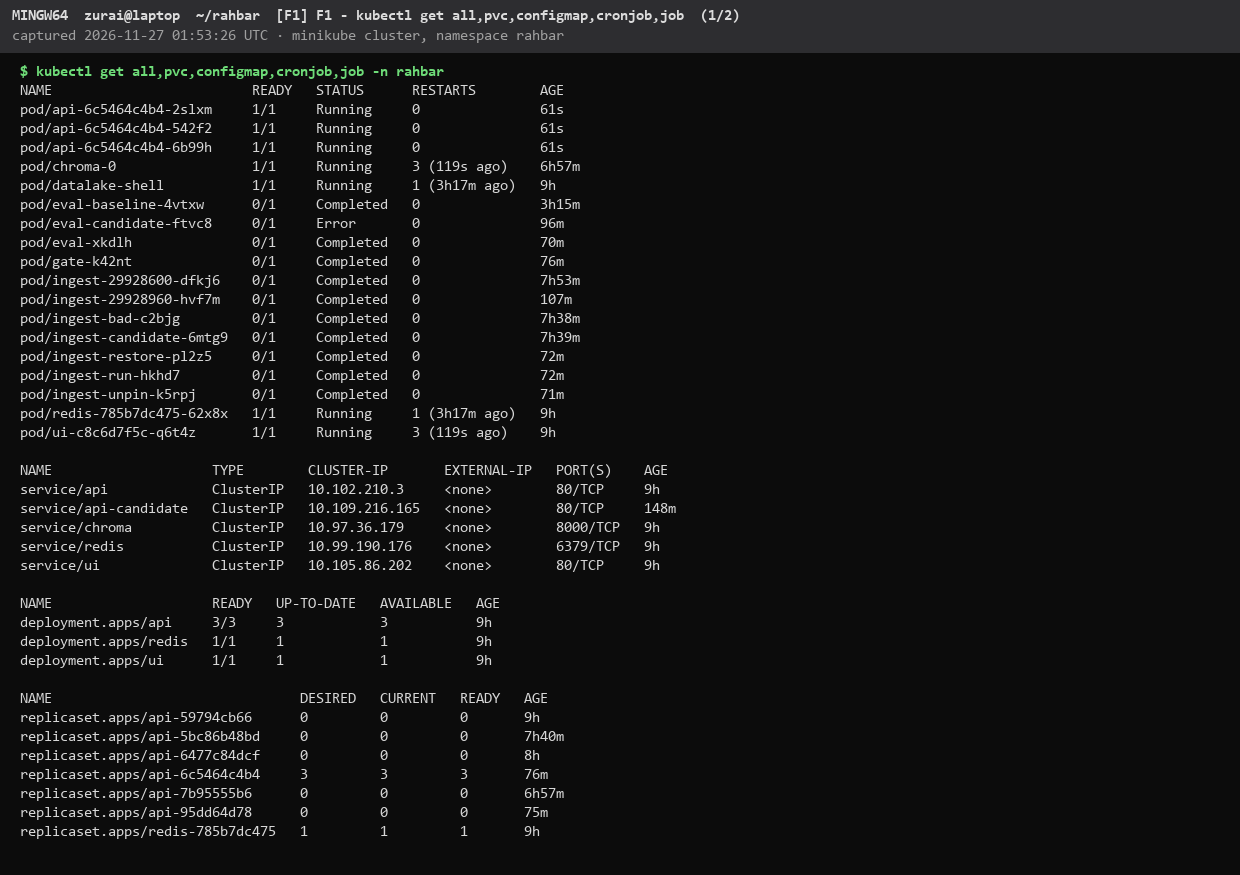 MINGW64  zurai@laptop  ~/rahbar  [F1] F1 - kubectl get all,pvc,configmap,cronjob,job  (1/2)
captured 2026-11-27 01:53:26 UTC · minikube cluster, namespace rahbar
$ kubectl get all,pvc,configmap,cronjob,job -n rahbar
NAME                         READY   STATUS      RESTARTS        AGE
pod/api-6c5464c4b4-2slxm     1/1     Running     0               61s
pod/api-6c5464c4b4-542f2     1/1     Running     0               61s
pod/api-6c5464c4b4-6b99h     1/1     Running     0               61s
pod/chroma-0                 1/1     Running     3 (119s ago)    6h57m
pod/datalake-shell           1/1     Running     1 (3h17m ago)   9h
pod/eval-baseline-4vtxw      0/1     Completed   0               3h15m
pod/eval-candidate-ftvc8     0/1     Error       0               96m
pod/eval-xkdlh               0/1     Completed   0               70m
pod/gate-k42nt               0/1     Completed   0               76m
pod/ingest-29928600-dfkj6    0/1     Completed   0               7h53m
pod/ingest-29928960-hvf7m    0/1     Completed   0               107m
pod/ingest-bad-c2bjg         0/1     Completed   0               7h38m
pod/ingest-candidate-6mtg9   0/1     Completed   0               7h39m
pod/ingest-restore-pl2z5     0/1     Completed   0               72m
pod/ingest-run-hkhd7         0/1     Completed   0               72m
pod/ingest-unpin-k5rpj       0/1     Completed   0               71m
pod/redis-785b7dc475-62x8x   1/1     Running     1 (3h17m ago)   9h
pod/ui-c8c6d7f5c-q6t4z       1/1     Running     3 (119s ago)    9h
NAME                    TYPE        CLUSTER-IP       EXTERNAL-IP   PORT(S)    AGE
service/api             ClusterIP   10.102.210.3     <none>        80/TCP     9h
service/api-candidate   ClusterIP   10.109.216.165   <none>        80/TCP     148m
service/chroma          ClusterIP   10.97.36.179     <none>        8000/TCP   9h
service/redis           ClusterIP   10.99.190.176    <none>        6379/TCP   9h
service/ui              ClusterIP   10.105.86.202    <none>        80/TCP     9h
NAME                    READY   UP-TO-DATE   AVAILABLE   AGE
deployment.apps/api     3/3     3            3           9h
deployment.apps/redis   1/1     1            1           9h
deployment.apps/ui      1/1     1            1           9h
NAME                               DESIRED   CURRENT   READY   AGE
replicaset.apps/api-59794cb66      0         0         0       9h
replicaset.apps/api-5bc86b48bd     0         0         0       7h40m
replicaset.apps/api-6477c84dcf     0         0         0       8h
replicaset.apps/api-6c5464c4b4     3         3         3       76m
replicaset.apps/api-7b95555b6      0         0         0       6h57m
replicaset.apps/api-95dd64d78      0         0         0       75m
replicaset.apps/redis-785b7dc475   1         1         1       9h